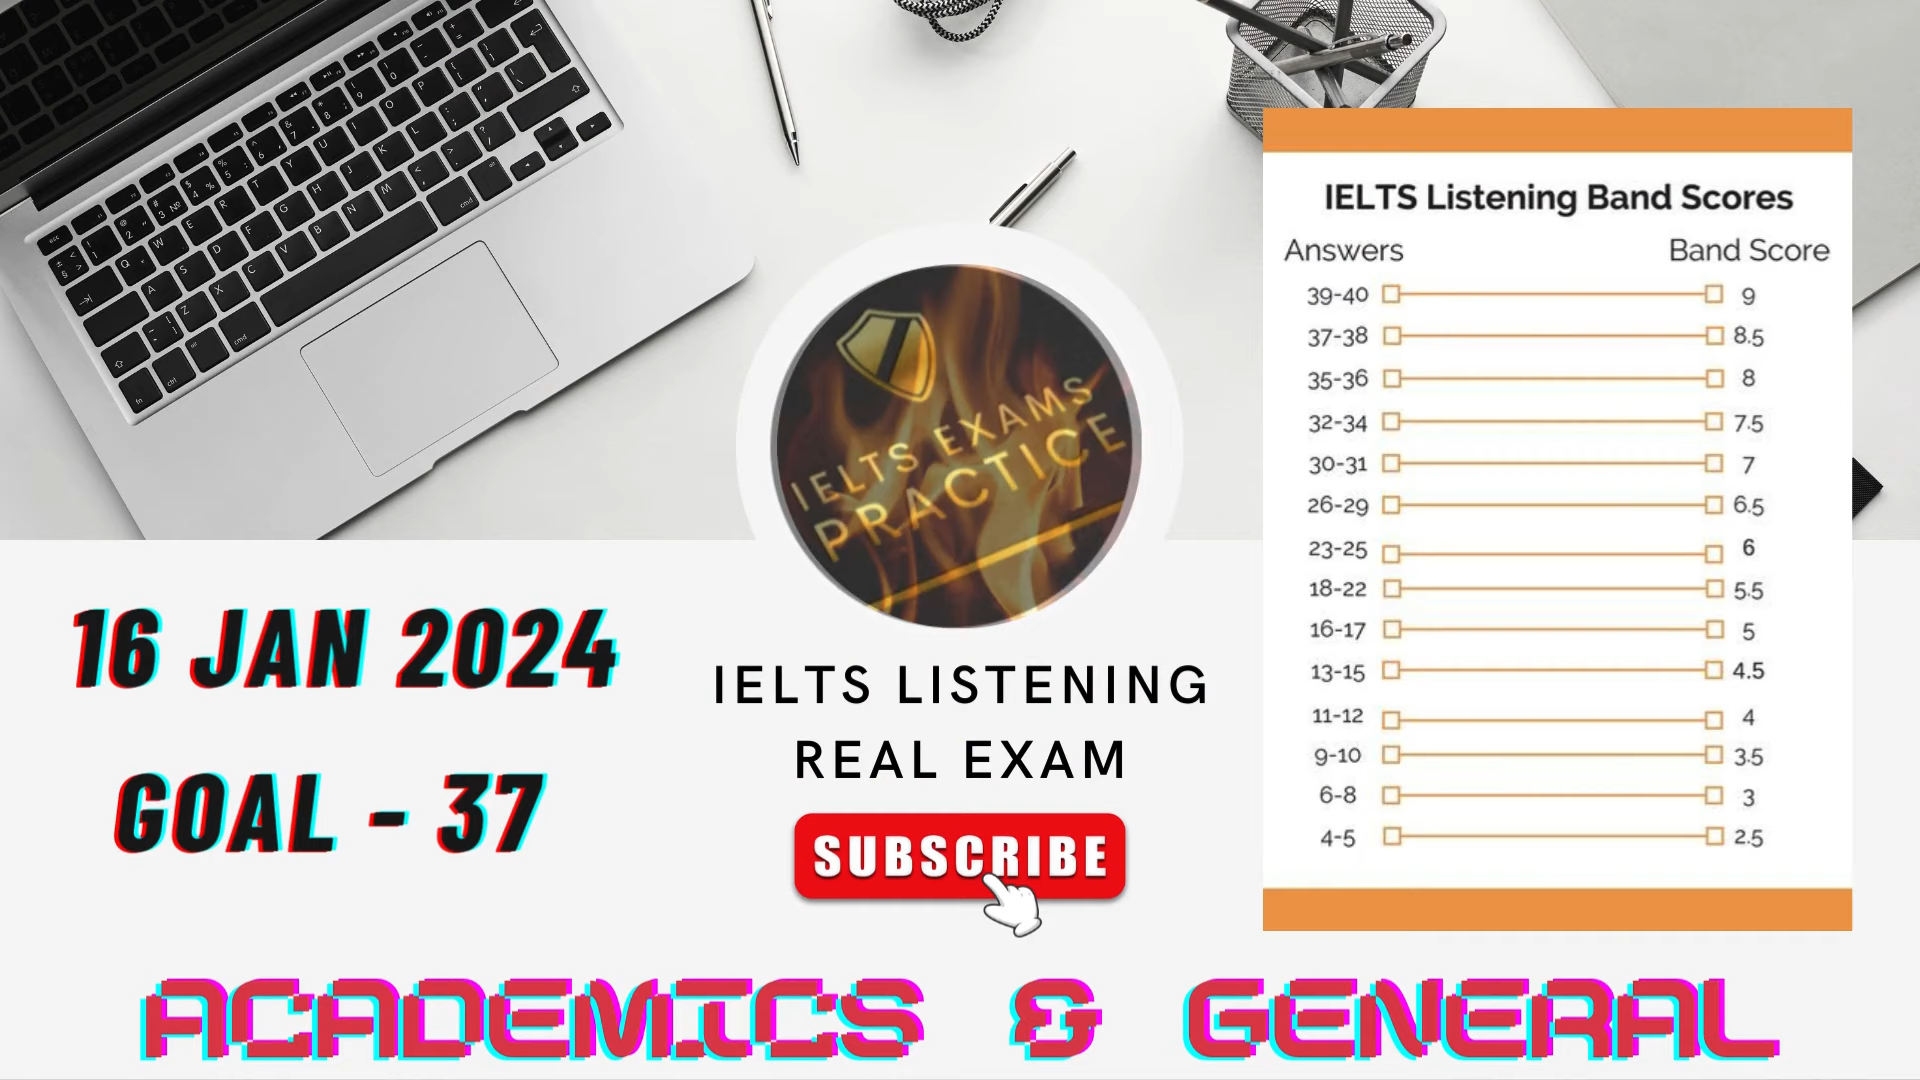 IELTS EXAMS
PRACTICE
16 JAN 2024
GOAL - 37
IELTS LISTENING
REAL EXAM
SUBSCRIBE
IELTS Listening Band Scores
Answers Band Score
39-40 9
37-38 8.5
35-36 8
32-34 7.5
30-31 7
26-29 6.5
23-25 6
18-22 5.5
16-17 5
13-15 4.5
11-12 4
9-10 3.5
6-8 3
4-5 2.5
ACADEMICS & GENERAL